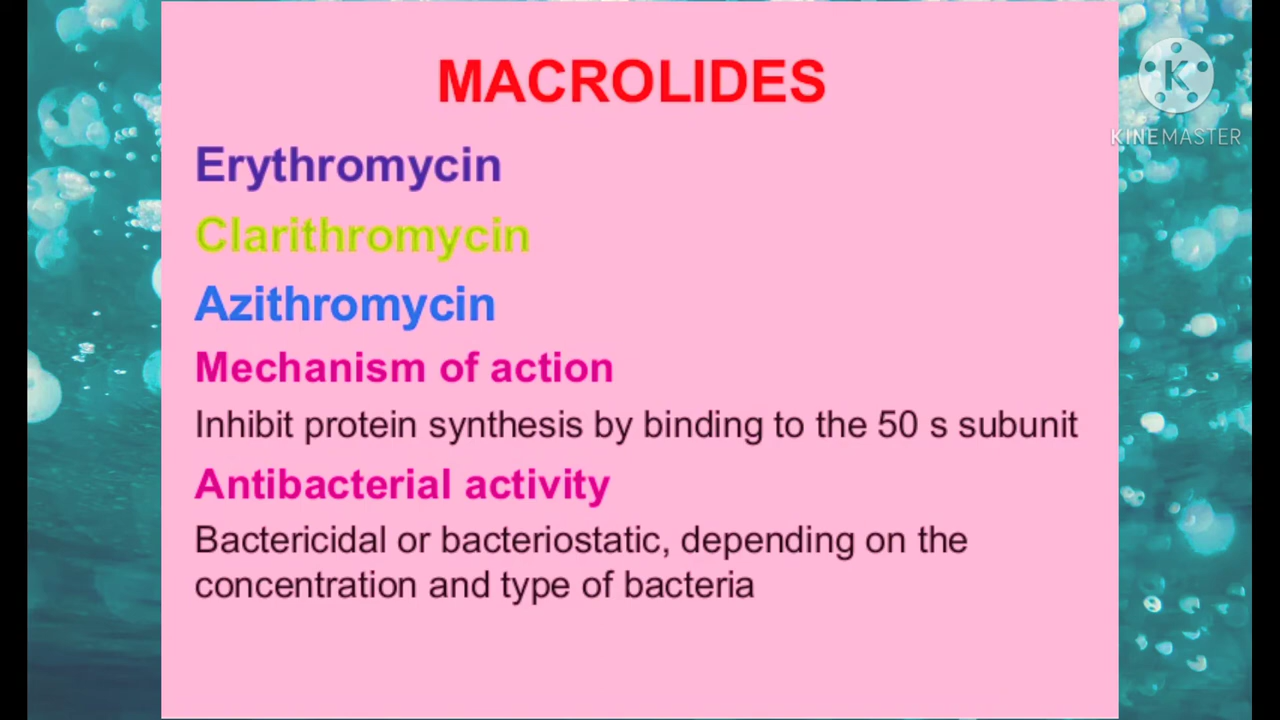 MACROLIDES
Erythromycin
Clarithromycin
Azithromycin
Mechanism of action
Inhibit protein synthesis by binding to the 50 s subunit
Antibacterial activity
Bactericidal or bacteriostatic, depending on the
concentration and type of bacteria
K
KINEMASTER